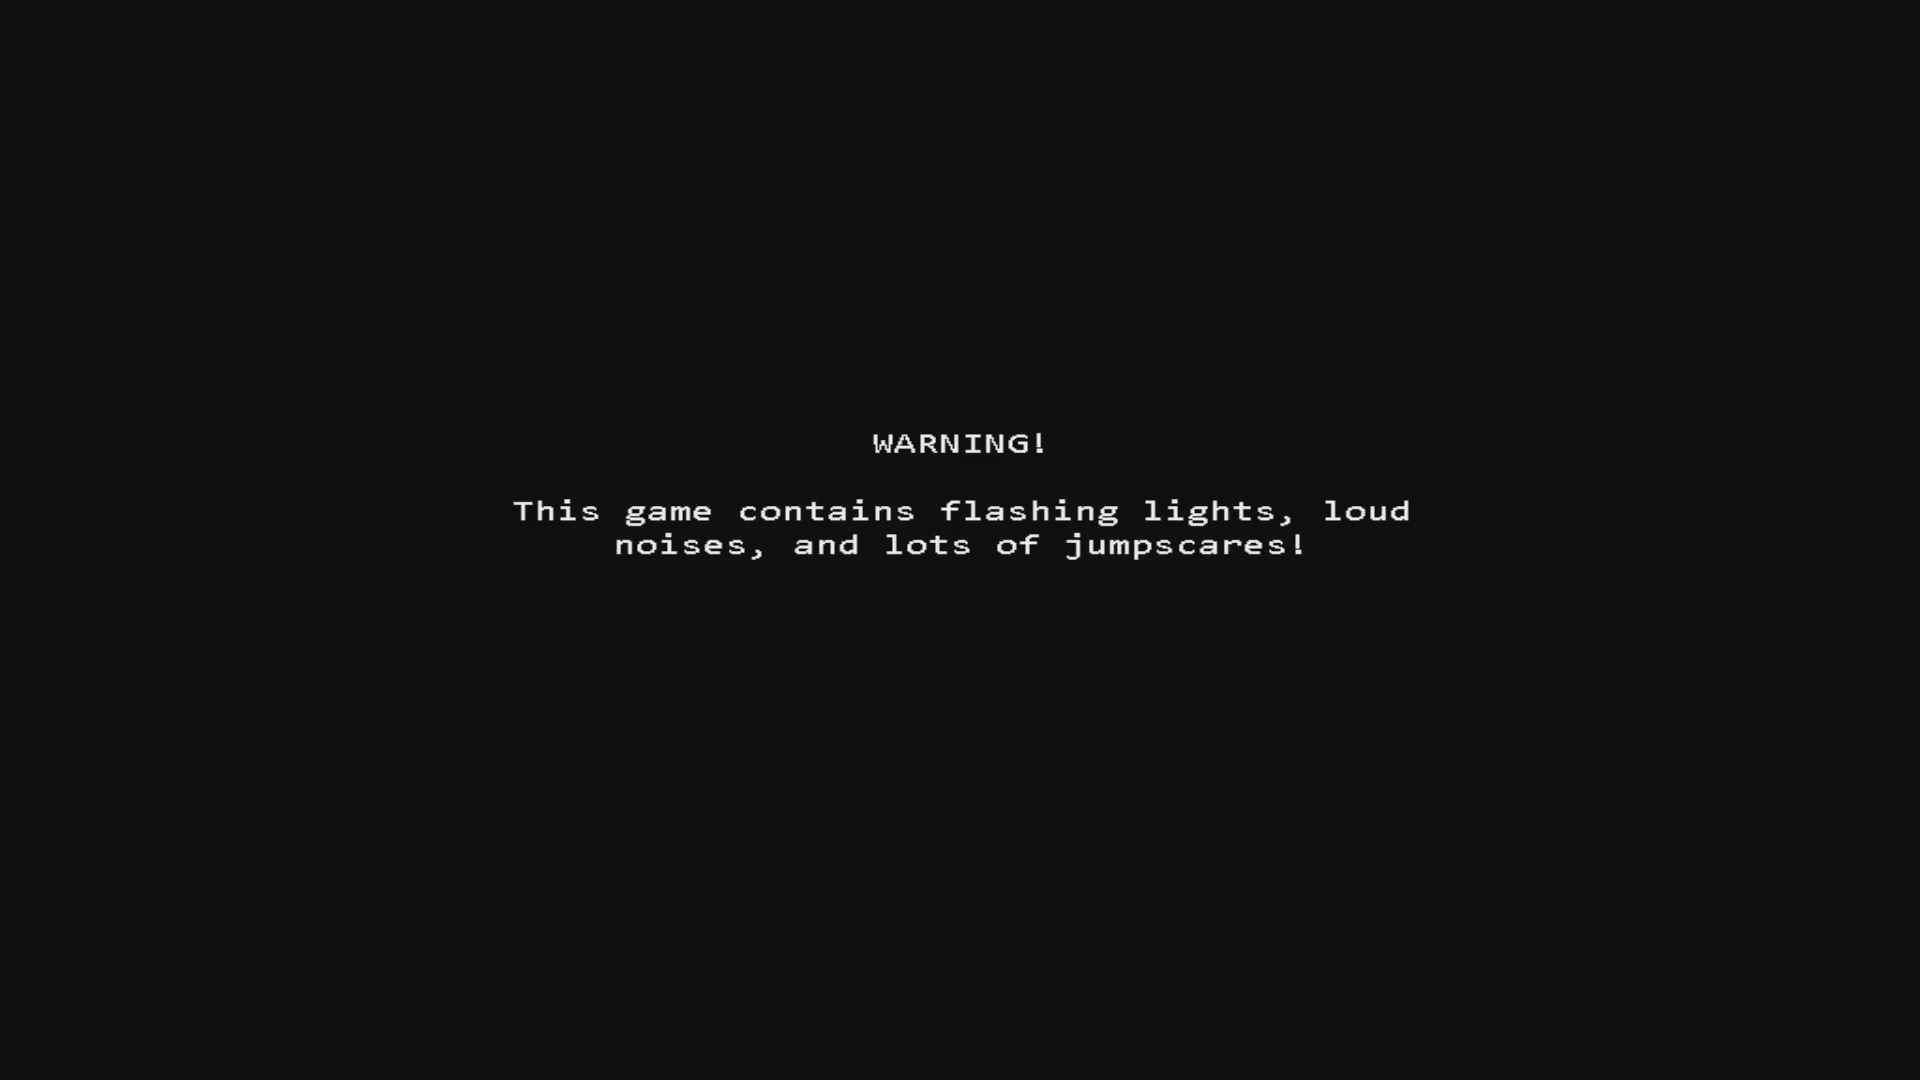 WARNING!
This game contains flashing lights, loud
noises, and lots of jumpscares!